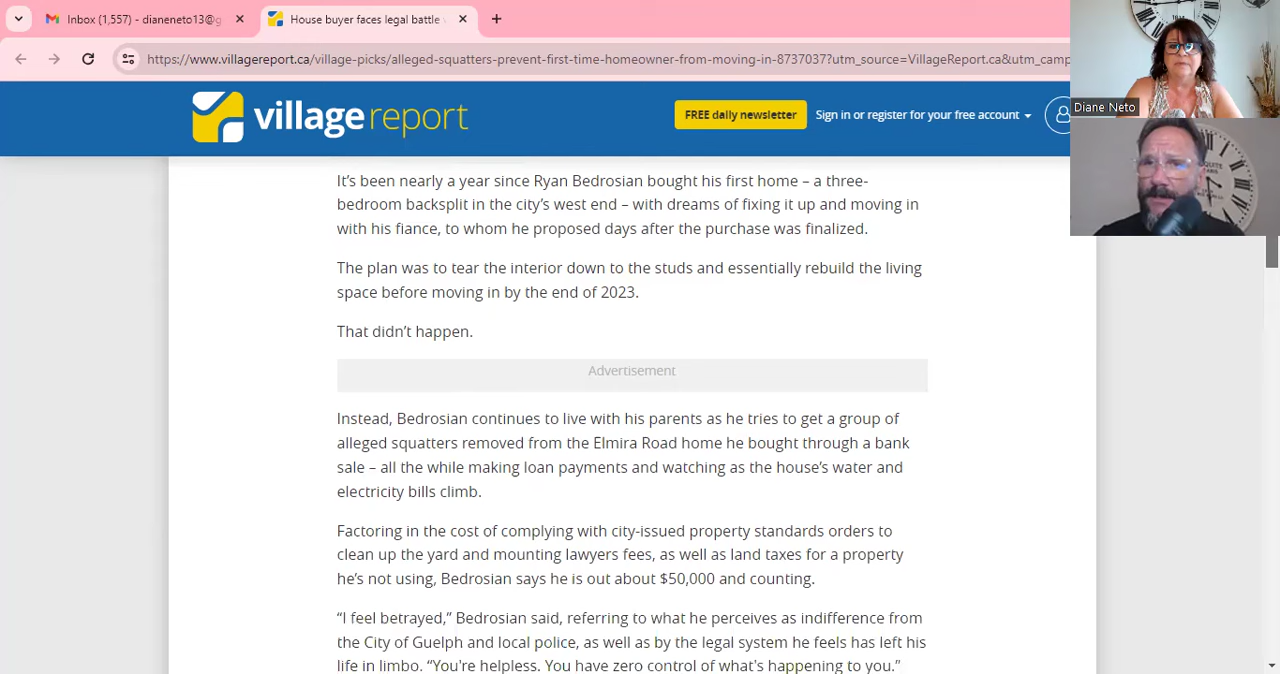 Inbox (1,557) - dianeneto13@g
House buyer faces legal battle
https://www.villagereport.ca/village-picks/alleged-squatters-prevent-first-time-homeowner-from-moving-in-8737037?utm_source=VillageReport.ca&utm_camp
village report
FREE daily newsletter
Sign in or register for your free account
Diane Neto
It's been nearly a year since Ryan Bedrosian bought his first home – a three-
bedroom backsplit in the city's west end – with dreams of fixing it up and moving in
with his fiance, to whom he proposed days after the purchase was finalized.
The plan was to tear the interior down to the studs and essentially rebuild the living
space before moving in by the end of 2023.
That didn't happen.
Advertisement
Instead, Bedrosian continues to live with his parents as he tries to get a group of
alleged squatters removed from the Elmira Road home he bought through a bank
sale – all the while making loan payments and watching as the house's water and
electricity bills climb.
Factoring in the cost of complying with city-issued property standards orders to
clean up the yard and mounting lawyers fees, as well as land taxes for a property
he's not using, Bedrosian says he is out about $50,000 and counting.
“I feel betrayed,” Bedrosian said, referring to what he perceives as indifference from
the City of Guelph and local police, as well as by the legal system he feels has left his
life in limbo. “You're helpless. You have zero control of what's happening to you.”